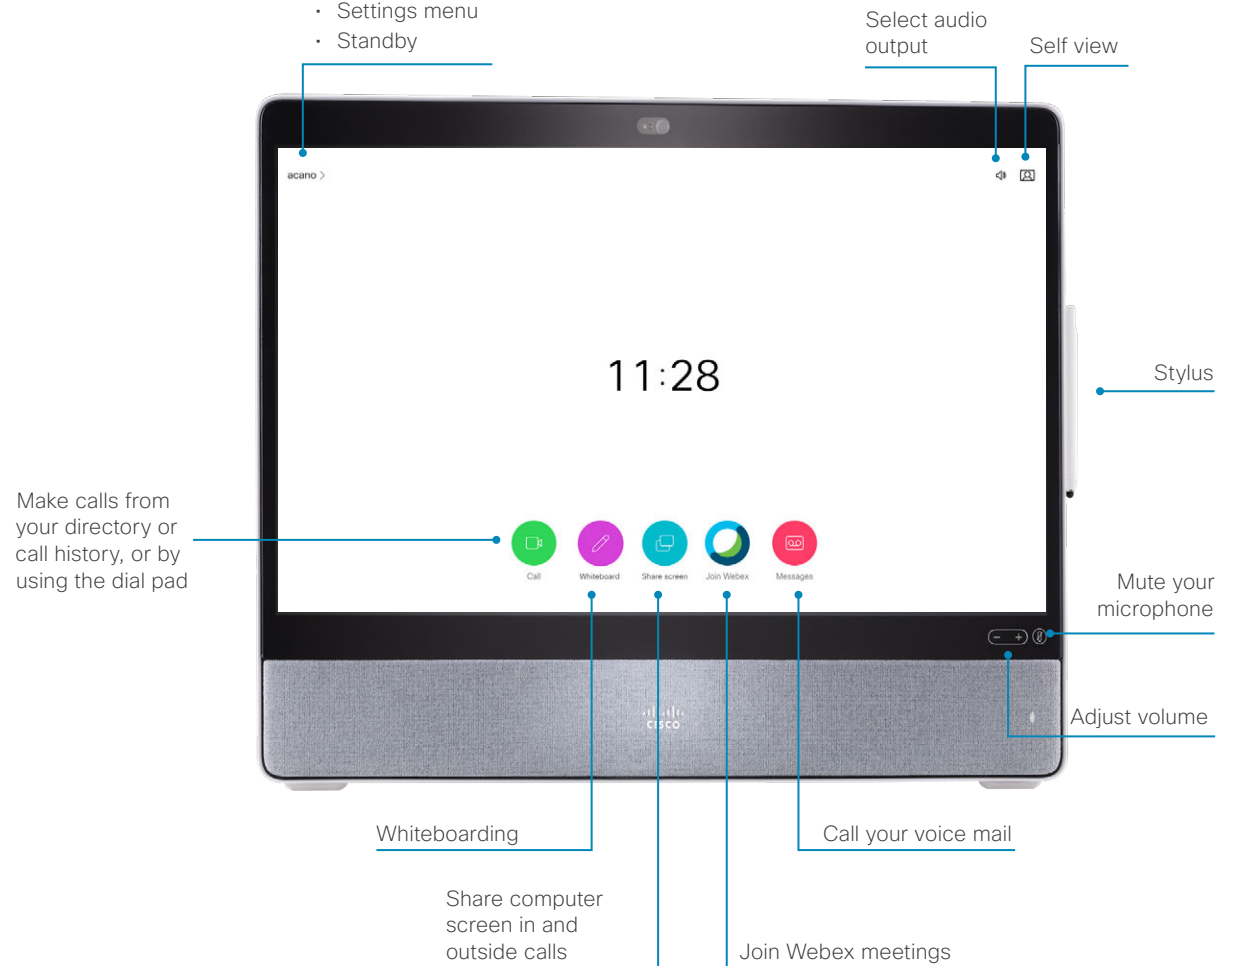 · Settings menu
· Standby
Select audio
output
Self view
acano >
11:28
Stylus
Make calls from
your directory or
call history, or by
using the dial pad
Call
Whiteboard
Share screen
Join Webex
Messages
Mute your
microphone
- +
CISCO
Adjust volume
Whiteboarding
Call your voice mail
Share computer
screen in and
outside calls
Join Webex meetings